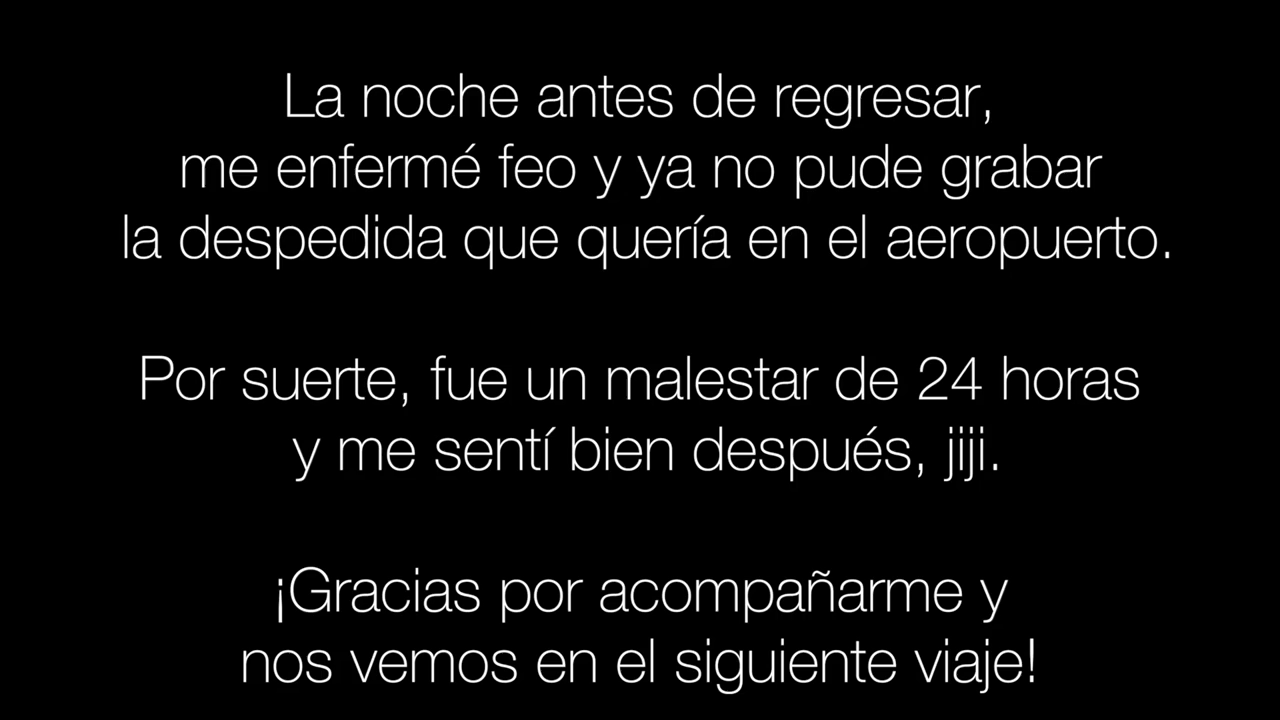 La noche antes de regresar,
me enfermé feo y ya no pude grabar
la despedida que quería en el aeropuerto.
Por suerte, fue un malestar de 24 horas
y me sentí bien después, jiji.
¡Gracias por acompañarme y
nos vemos en el siguiente viaje!